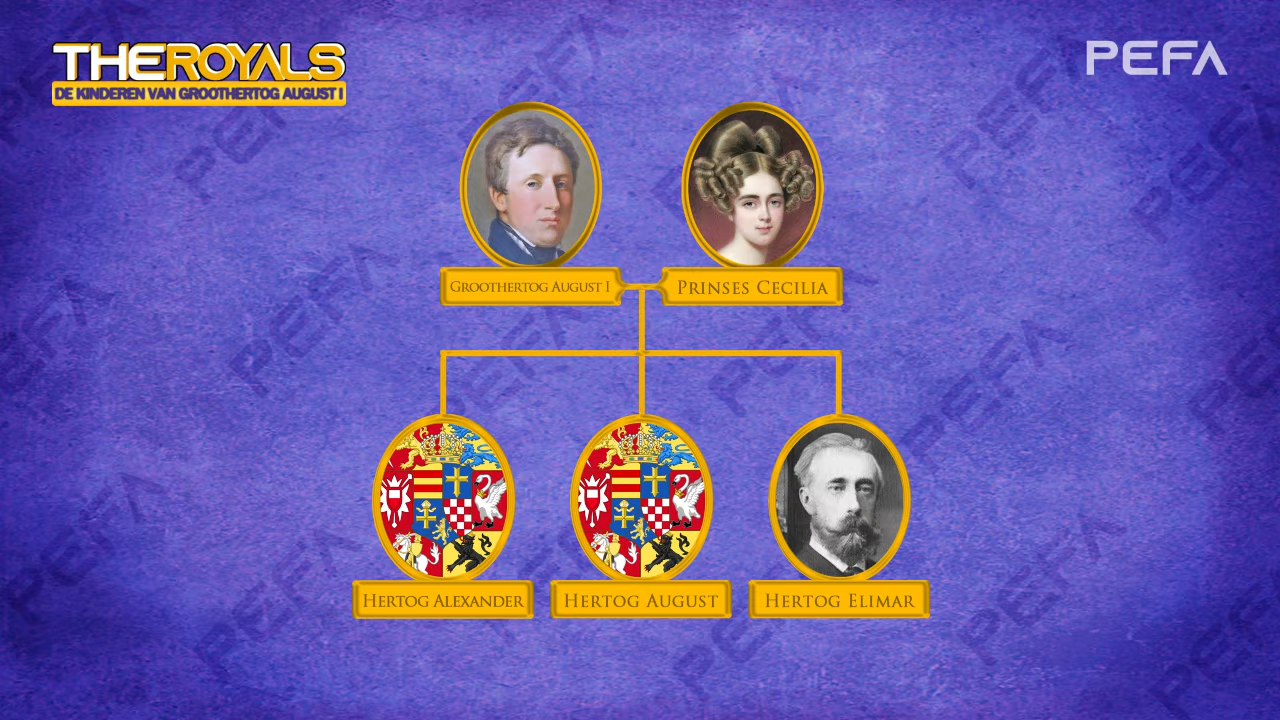 THEROYALS
DE KINDEREN VAN GROOTHERTOG AUGUST I
PEFA
GROOTHERTOG AUGUST I
PRINSES CECILIA
HERTOG ALEXANDER
HERTOG AUGUST
HERTOG ELIMAR